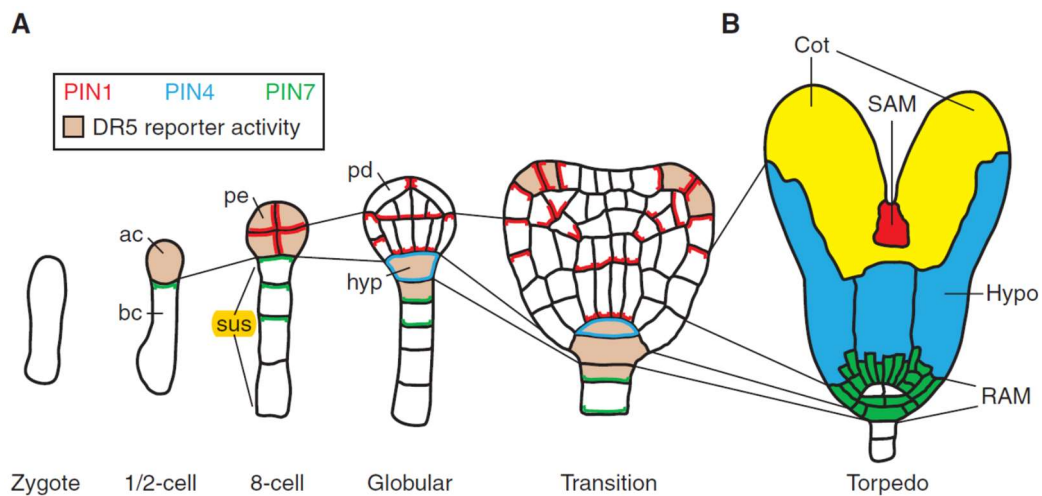 A
B
PIN1 PIN4 PIN7
DR5 reporter activity
Cot
SAM
pd
pe
ac
hyp
bc
sus
Hypo
RAM
Zygote 1/2-cell 8-cell Globular Transition Torpedo